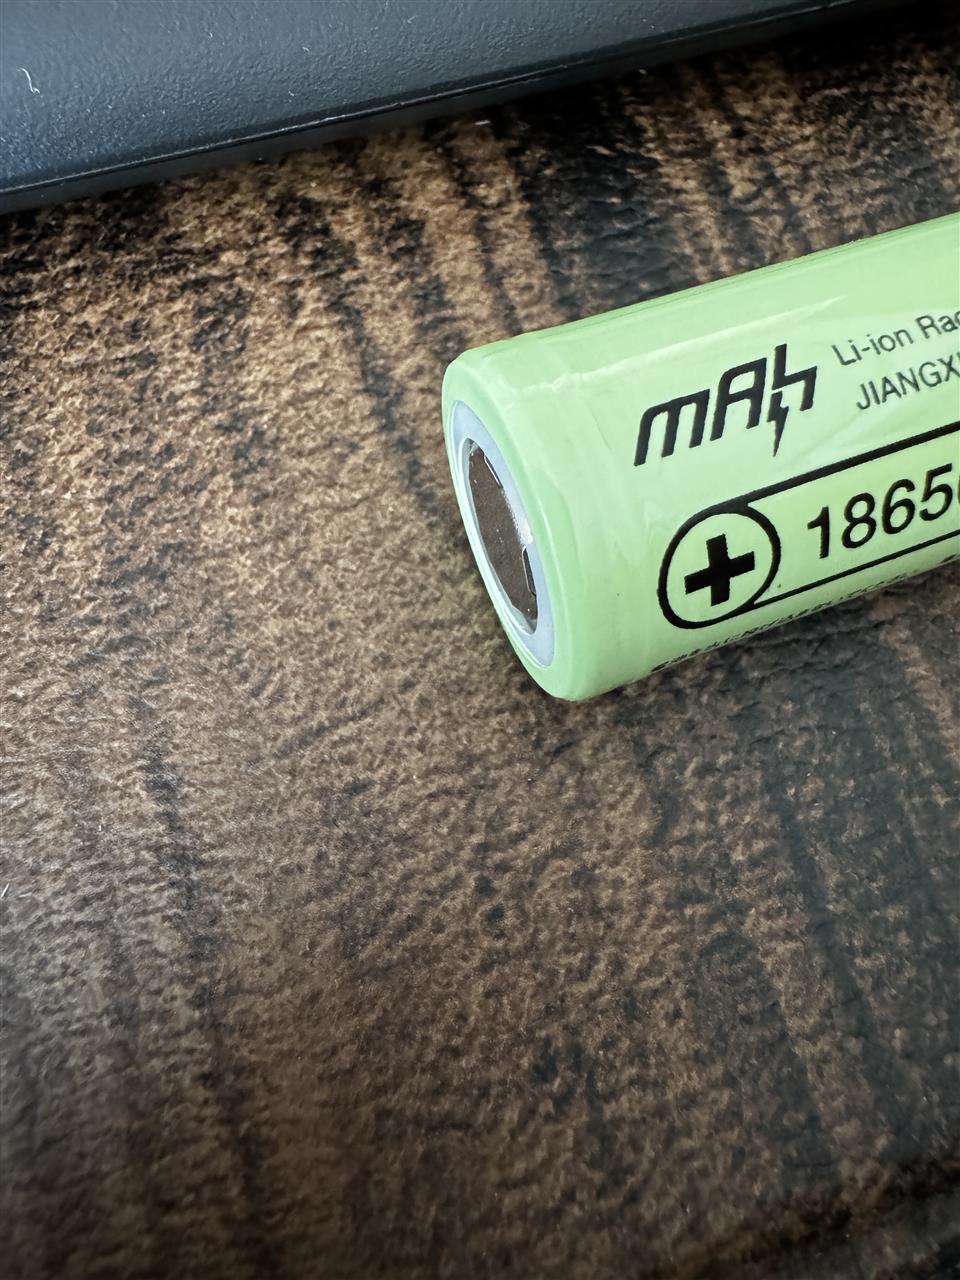 mAh
Li-ion Rec
JIANGXI
+
1865